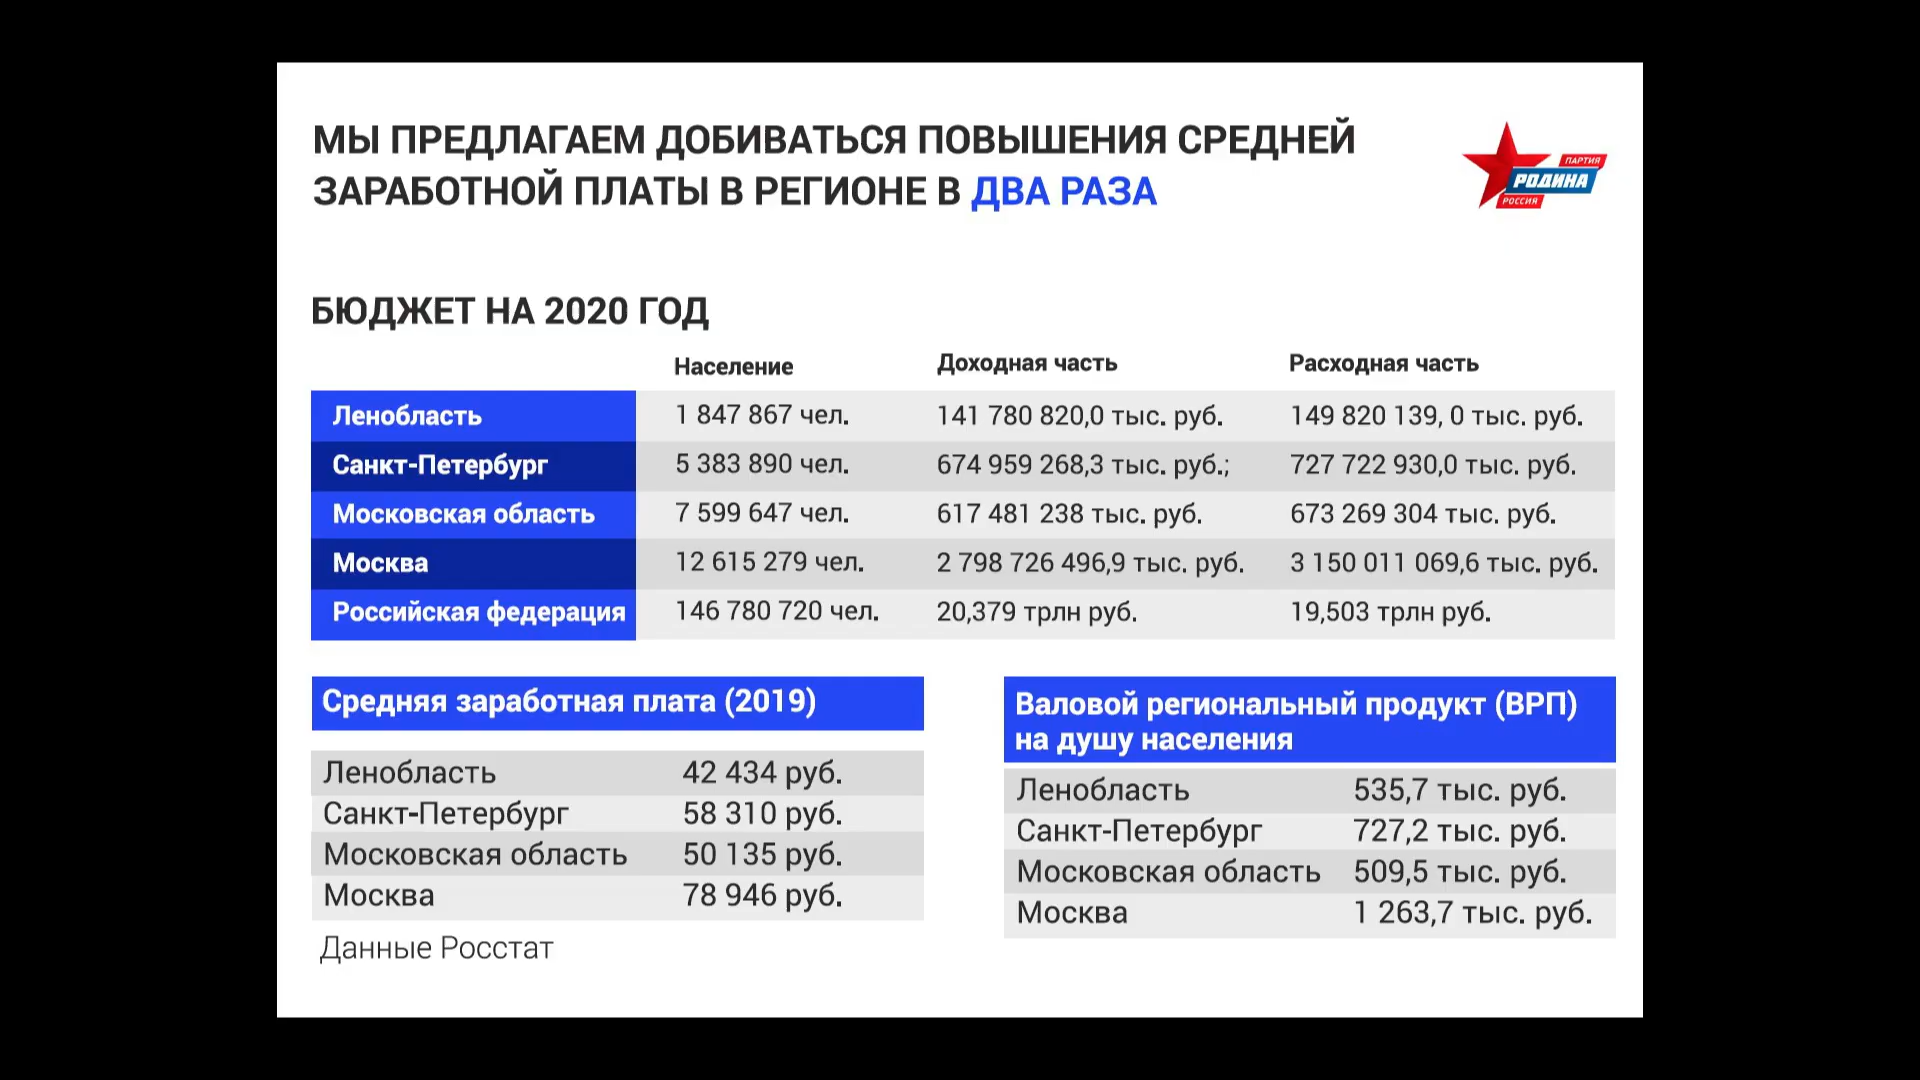 МЫ ПРЕДЛАГАЕМ ДОБИВАТЬСЯ ПОВЫШЕНИЯ СРЕДНЕЙ
ЗАРАБОТНОЙ ПЛАТЫ В РЕГИОНЕ В ДВА РАЗА
ПАРТИЯ
РОДИНА
РОССИЯ
БЮДЖЕТ НА 2020 ГОД
Население Доходная часть Расходная часть
Ленобласть 1 847 867 чел. 141 780 820,0 тыс. руб. 149 820 139, 0 тыс. руб.
Санкт-Петербург 5 383 890 чел. 674 959 268,3 тыс. руб.; 727 722 930,0 тыс. руб.
Московская область 7 599 647 чел. 617 481 238 тыс. руб. 673 269 304 тыс. руб.
Москва 12 615 279 чел. 2 798 726 496,9 тыс. руб. 3 150 011 069,6 тыс. руб.
Российская федерация 146 780 720 чел. 20,379 трлн руб. 19,503 трлн руб.
Средняя заработная плата (2019)
Ленобласть 42 434 руб.
Санкт-Петербург 58 310 руб.
Московская область 50 135 руб.
Москва 78 946 руб.
Данные Росстат
Валовой региональный продукт (ВРП)
на душу населения
Ленобласть 535,7 тыс. руб.
Санкт-Петербург 727,2 тыс. руб.
Московская область 509,5 тыс. руб.
Москва 1 263,7 тыс. руб.